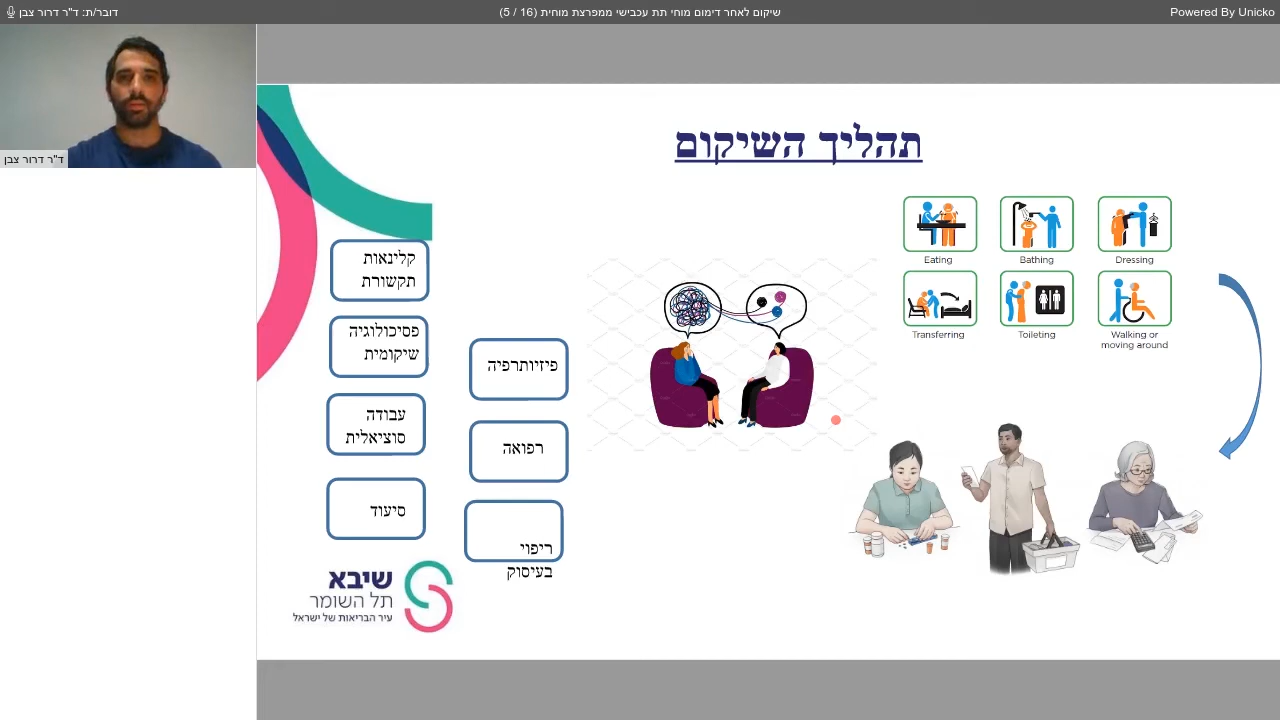 דובר/ת: ד"ר דרור צבן
שיקום לאחר דימום מוחי תת עכבישי ממפרצת מוחית (16 / 5)
Powered By Unicko
ד"ר דרור צבן
תהליך השיקום
Eating
Bathing
Dressing
Transferring
Toileting
Walking or
moving around
פיזיותרפיה
רפואה
ריפוי
בעיסוק
קלינאות
תקשורת
פסיכולוגיה
שיקומית
עבודה
סוציאלית
סיעוד
שיבא
תל השומר
עיר הבריאות של ישראל